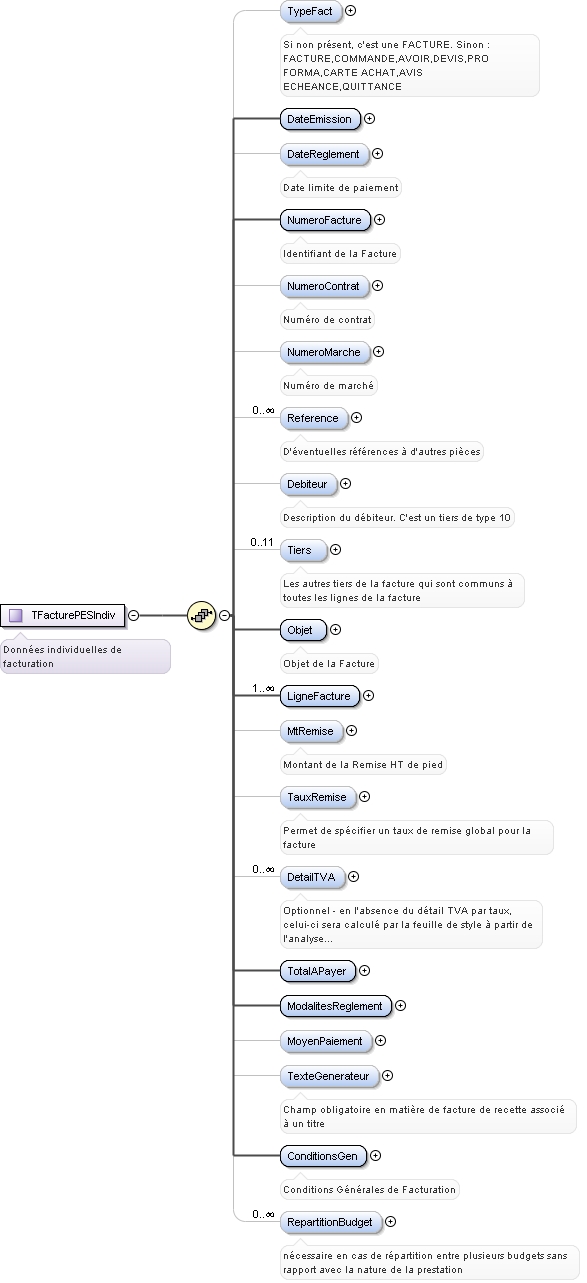 TypeFact
Si non présent, c'est une FACTURE. Sinon :
FACTURE,COMMANDE,AVOIR,DEVIS,PRO
FORMA,CARTE ACHAT,AVIS
ECHEANCE,QUITTANCE
DateEmission
DateReglement
Date limite de paiement
NumeroFacture
Identifiant de la Facture
NumeroContrat
Numéro de contrat
NumeroMarche
Numéro de marché
0..∞
Reference
D'éventuelles références à d'autres pièces
Debiteur
Description du débiteur. C'est un tiers de type 10
0..11
Tiers
Les autres tiers de la facture qui sont communs à
toutes les lignes de la facture
TFacturePESIndiv
Données individuelles de
facturation
Objet
Objet de la Facture
1..∞
LigneFacture
MtRemise
Montant de la Remise HT de pied
TauxRemise
Permet de spécifier un taux de remise global pour la
facture
0..∞
DetailTVA
Optionnel - en l'absence du détail TVA par taux,
celui-ci sera calculé par la feuille de style à partir de
l'analyse...
TotalAPayer
ModalitesReglement
MoyenPaiement
TexteGenerateur
Champ obligatoire en matière de facture de recette associé
à un titre
ConditionsGen
Conditions Générales de Facturation
0..∞
RepartitionBudget
nécessaire en cas de répartition entre plusieurs budgets sans
rapport avec la nature de la prestation